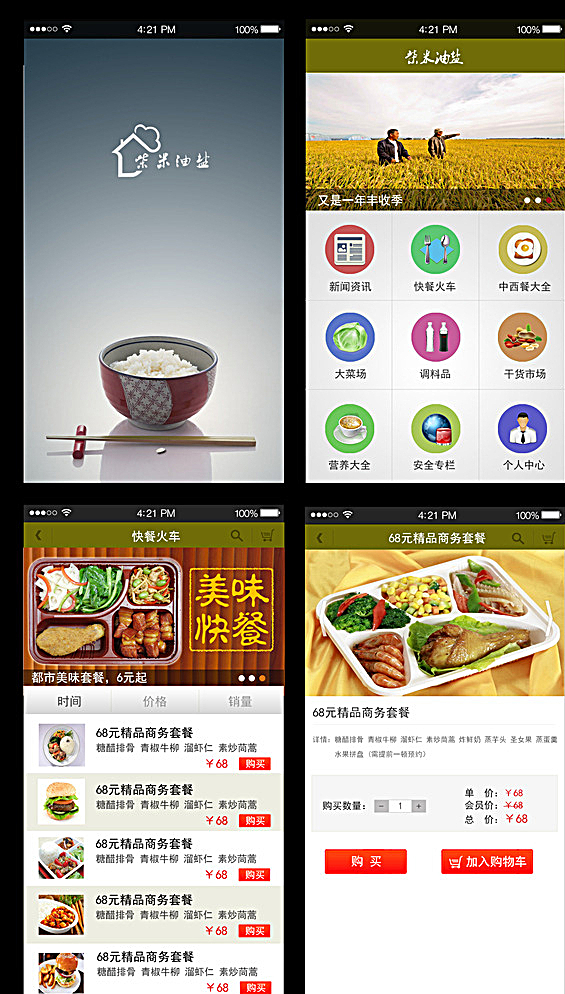 4:21 PM
100%
柴米油盐
4:21 PM
100%
柴米油盐
又是一年丰收季
新闻资讯
快餐火车
中西餐大全
大菜场
调料品
干货市场
营养大全
安全专栏
个人中心
4:21 PM
100%
快餐火车
美味
快餐
都市美味套餐，6元起
时间
价格
销量
68元精品商务套餐
糖醋排骨 青椒牛柳 溜虾仁 素炒茼蒿
￥68
购买
68元精品商务套餐
糖醋排骨 青椒牛柳 溜虾仁 素炒茼蒿
￥68
购买
68元精品商务套餐
糖醋排骨 青椒牛柳 溜虾仁 素炒茼蒿
￥68
购买
68元精品商务套餐
糖醋排骨 青椒牛柳 溜虾仁 素炒茼蒿
￥68
购买
68元精品商务套餐
糖醋排骨 青椒牛柳 溜虾仁 素炒茼蒿
￥68
购买
4:21 PM
100%
68元精品商务套餐
68元精品商务套餐
详情：糖醋排骨 青椒牛柳 溜虾仁 素炒茼蒿 炸鲜奶 蒸芋头 圣女果 蒸蛋羹
水果拼盘（需提前一顿预约）
购买数量： － 1 ＋
单 价：￥68
会员价：￥68
总 价：￥68
购 买
加入购物车